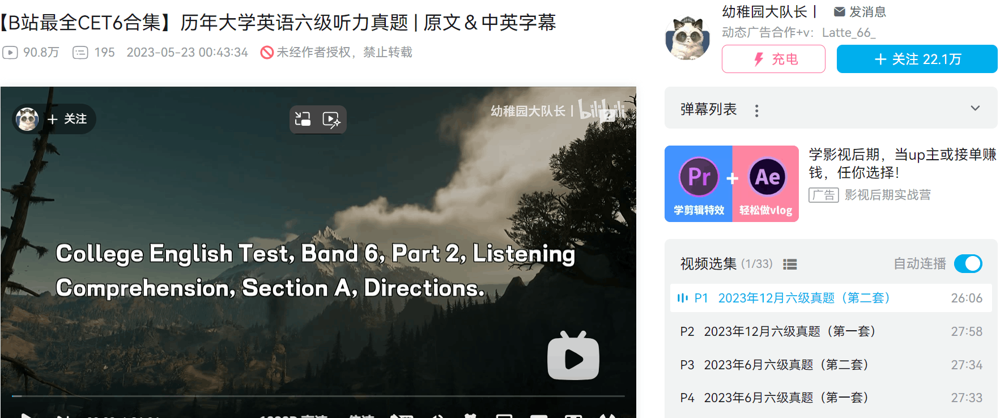 【B站最全CET6合集】历年大学英语六级听力真题 | 原文＆中英字幕
90.8万 195 2023-05-23 00:43:34 未经作者授权，禁止转载
幼稚园大队长丨 发消息
动态广告合作+v：Latte_66_
充电
+ 关注 22.1万
+ 关注
幼稚园大队长丨 bilibili
College English Test, Band 6, Part 2, Listening
Comprehension, Section A, Directions.
弹幕列表
Pr + Ae
学剪辑特效 轻松做vlog
学影视后期，当up主或接单赚
钱，任你选择！
广告 影视后期实战营
视频选集 (1/33) 自动连播
P1 2023年12月六级真题（第二套） 26:06
P2 2023年12月六级真题（第一套） 27:58
P3 2023年6月六级真题（第二套） 27:34
P4 2023年6月六级真题（第一套） 27:33